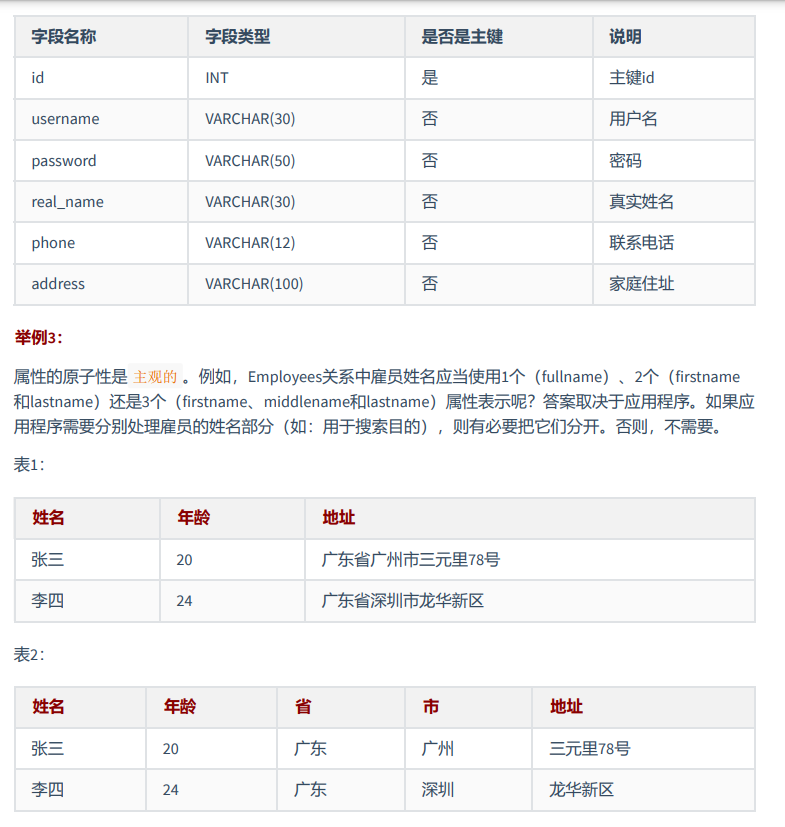 字段名称 字段类型 是否是主键 说明
id INT 是 主键id
username VARCHAR(30) 否 用户名
password VARCHAR(50) 否 密码
real_name VARCHAR(30) 否 真实姓名
phone VARCHAR(12) 否 联系电话
address VARCHAR(100) 否 家庭住址
举例3：
属性的原子性是 主观的 。例如，Employees关系中雇员姓名应当使用1个（fullname）、2个（firstname
和lastname）还是3个（firstname、middlename和lastname）属性表示呢？答案取决于应用程序。如果应
用程序需要分别处理雇员的姓名部分（如：用于搜索目的），则有必要把它们分开。否则，不需要。
表1：
姓名 年龄 地址
张三 20 广东省广州市三元里78号
李四 24 广东省深圳市龙华新区
表2：
姓名 年龄 省 市 地址
张三 20 广东 广州 三元里78号
李四 24 广东 深圳 龙华新区